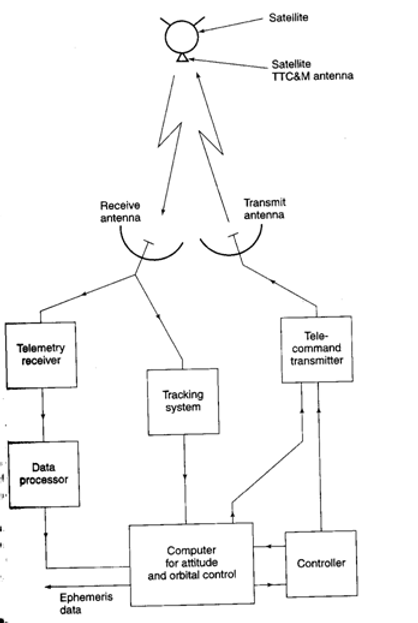 Satellite
Satellite
TTC&M antenna
Receive
antenna
Transmit
antenna
Telemetry
receiver
Tele-
command
transmitter
Tracking
system
Data
processor
Computer
for attitude
and orbital control
Controller
Ephemeris
data